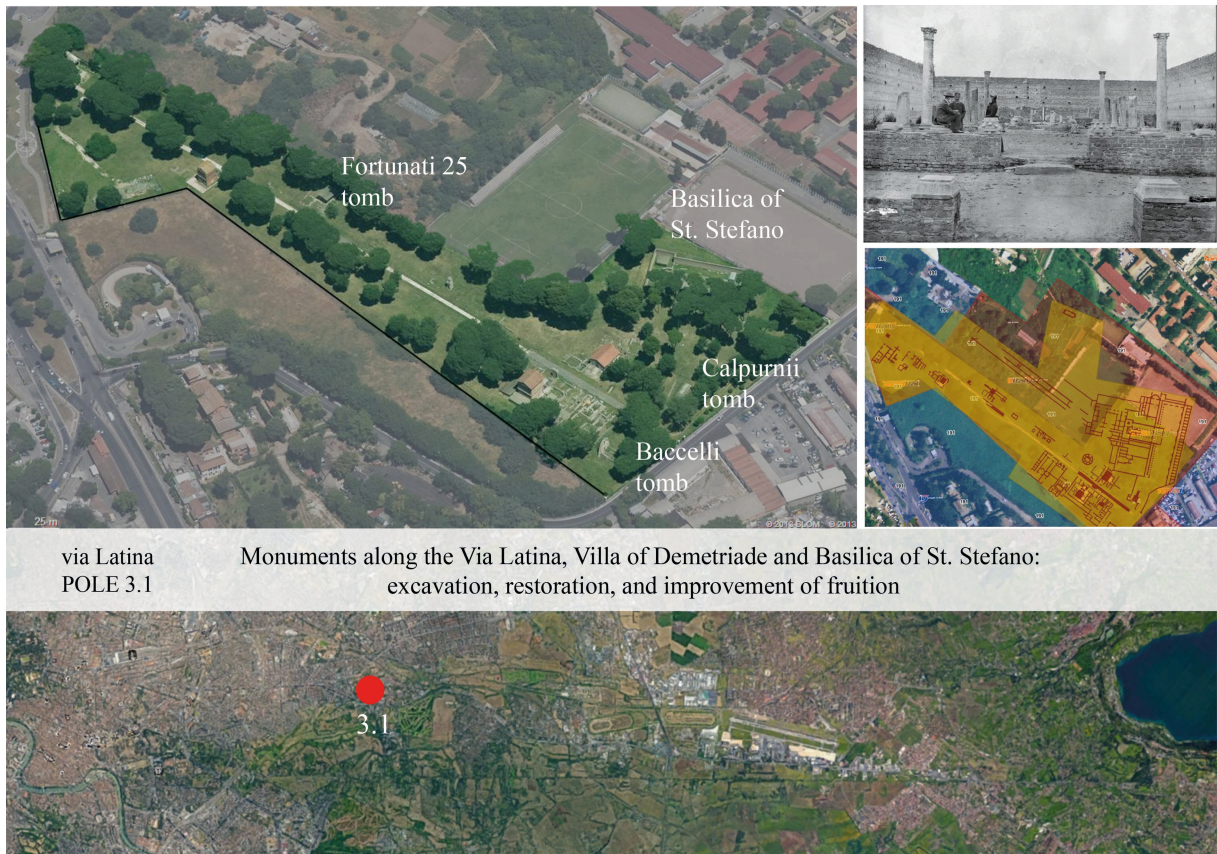 Fortunati 25
tomb
Basilica of
St. Stefano
Calpurnii
tomb
Baccelli
tomb
25 m
© 2013
via Latina
POLE 3.1
Monuments along the Via Latina, Villa of Demetriade and Basilica of St. Stefano:
excavation, restoration, and improvement of fruition
3.1